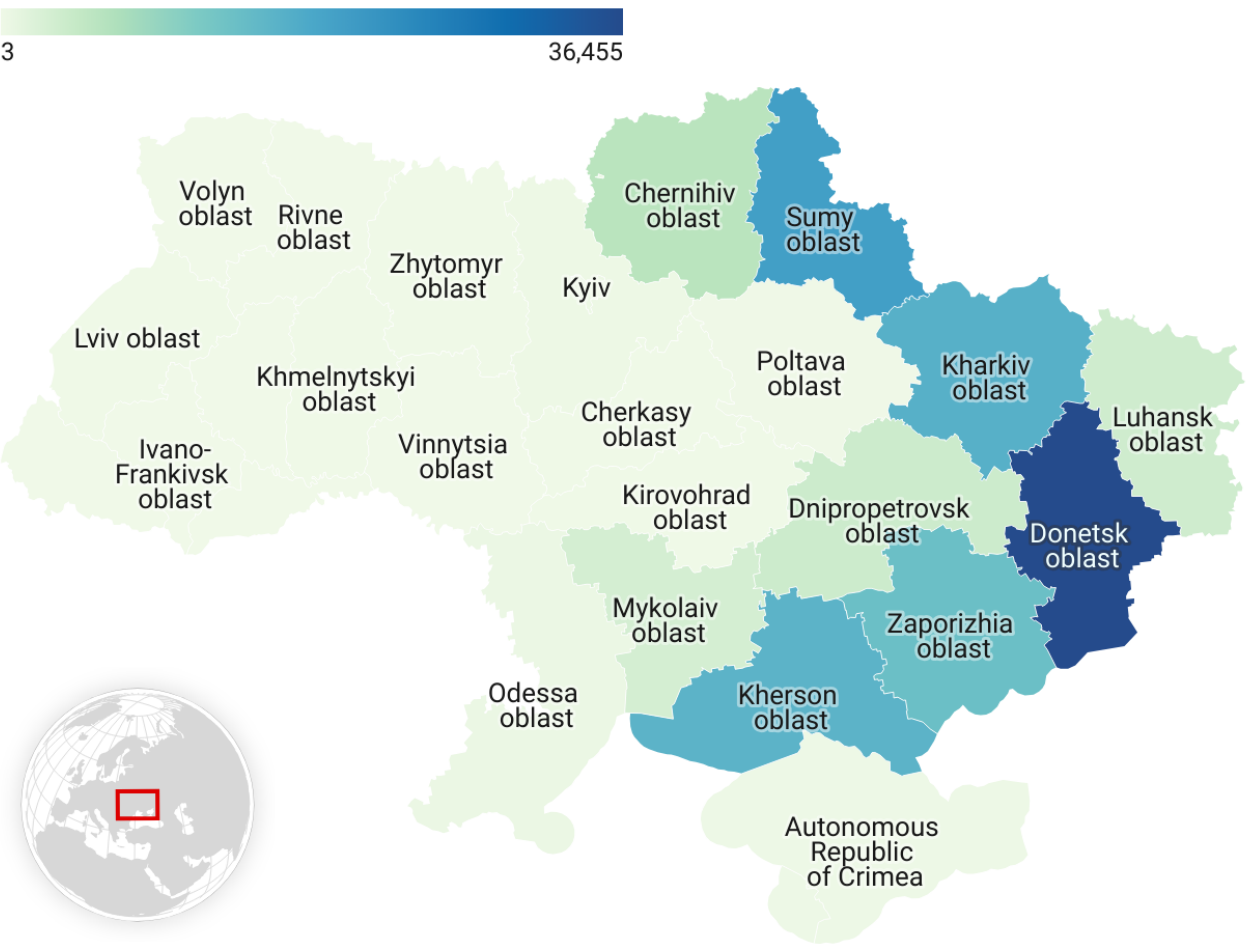 3
36,455
Volyn
oblast
Rivne
oblast
Zhytomyr
oblast
Kyiv
Chernihiv
oblast
Sumy
oblast
Lviv oblast
Khmelnytskyi
oblast
Ivano-
Frankivsk
oblast
Vinnytsia
oblast
Cherkasy
oblast
Poltava
oblast
Kharkiv
oblast
Luhansk
oblast
Kirovohrad
oblast
Dnipropetrovsk
oblast
Donetsk
oblast
Mykolaiv
oblast
Zaporizhia
oblast
Odessa
oblast
Kherson
oblast
Autonomous
Republic
of Crimea